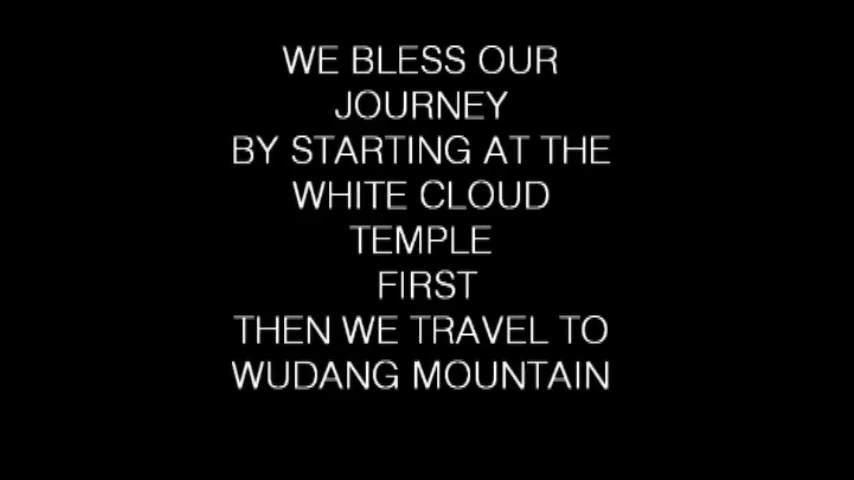 WE BLESS OUR
JOURNEY
BY STARTING AT THE
WHITE CLOUD
TEMPLE
FIRST
THEN WE TRAVEL TO
WUDANG MOUNTAIN